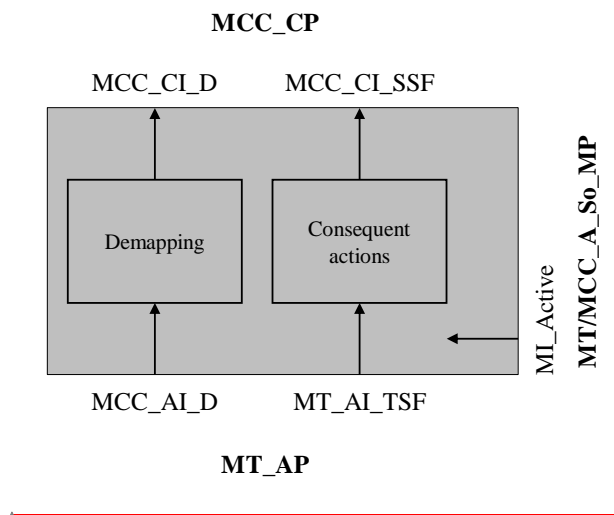 MCC_CP
MCC_CI_D MCC_CI_SSF
Demapping
Consequent
actions
MI_Active
MT/MCC_A_So_MP
MCC_AI_D MT_AI_TSF
MT_AP